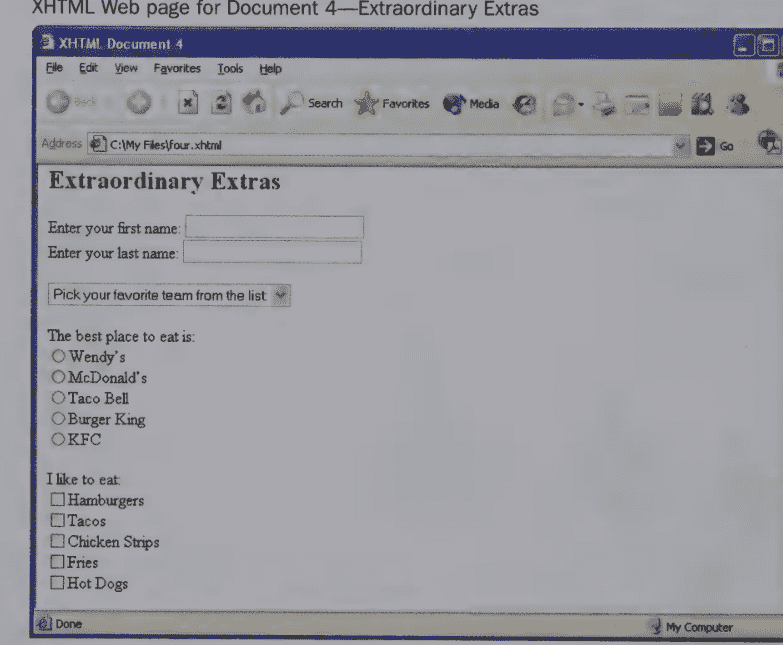 XHTML Web page for Document 4—Extraordinary Extras
XHTML Document 4
File Edit View Favorites Tools Help
Back Search Favorites Media
Address C:\My Files\four.xhtml Go
Extraordinary Extras
Enter your first name:
Enter your last name:
Pick your favorite team from the list
The best place to eat is:
Wendy's
McDonald's
Taco Bell
Burger King
KFC
I like to eat:
Hamburgers
Tacos
Chicken Strips
Fries
Hot Dogs
Done My Computer